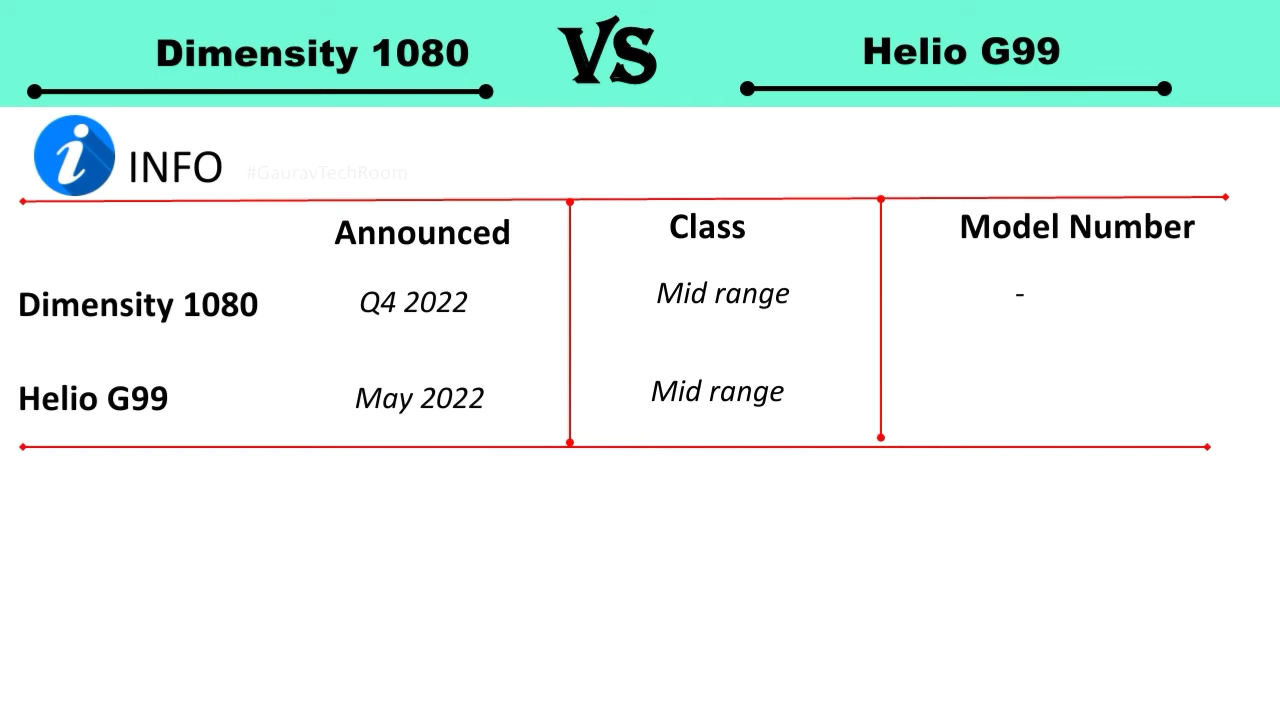 Dimensity 1080 VS Helio G99
i INFO #GauravTechRoom
Announced Class Model Number
Dimensity 1080 Q4 2022 Mid range -
Helio G99 May 2022 Mid range